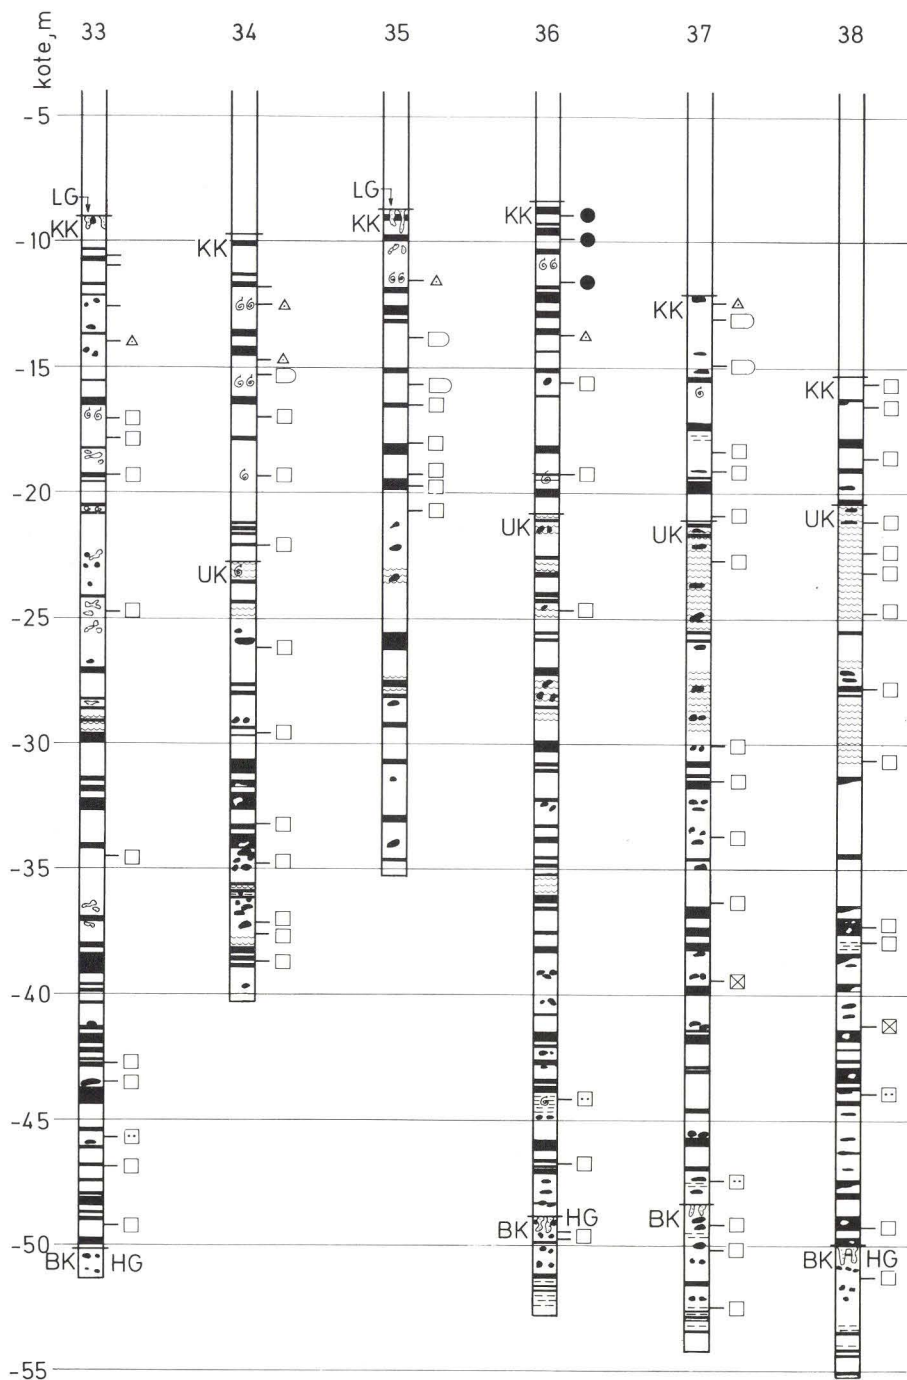 kote,m
33 34 35 36 37 38
-5
LG LG
KK KK KK KK
-10
KK
-15
KK
-20
UK UK UK
UK
-25
-30
-35
-40
-45
BK HG BK
-50
BK HG BK HG
-55